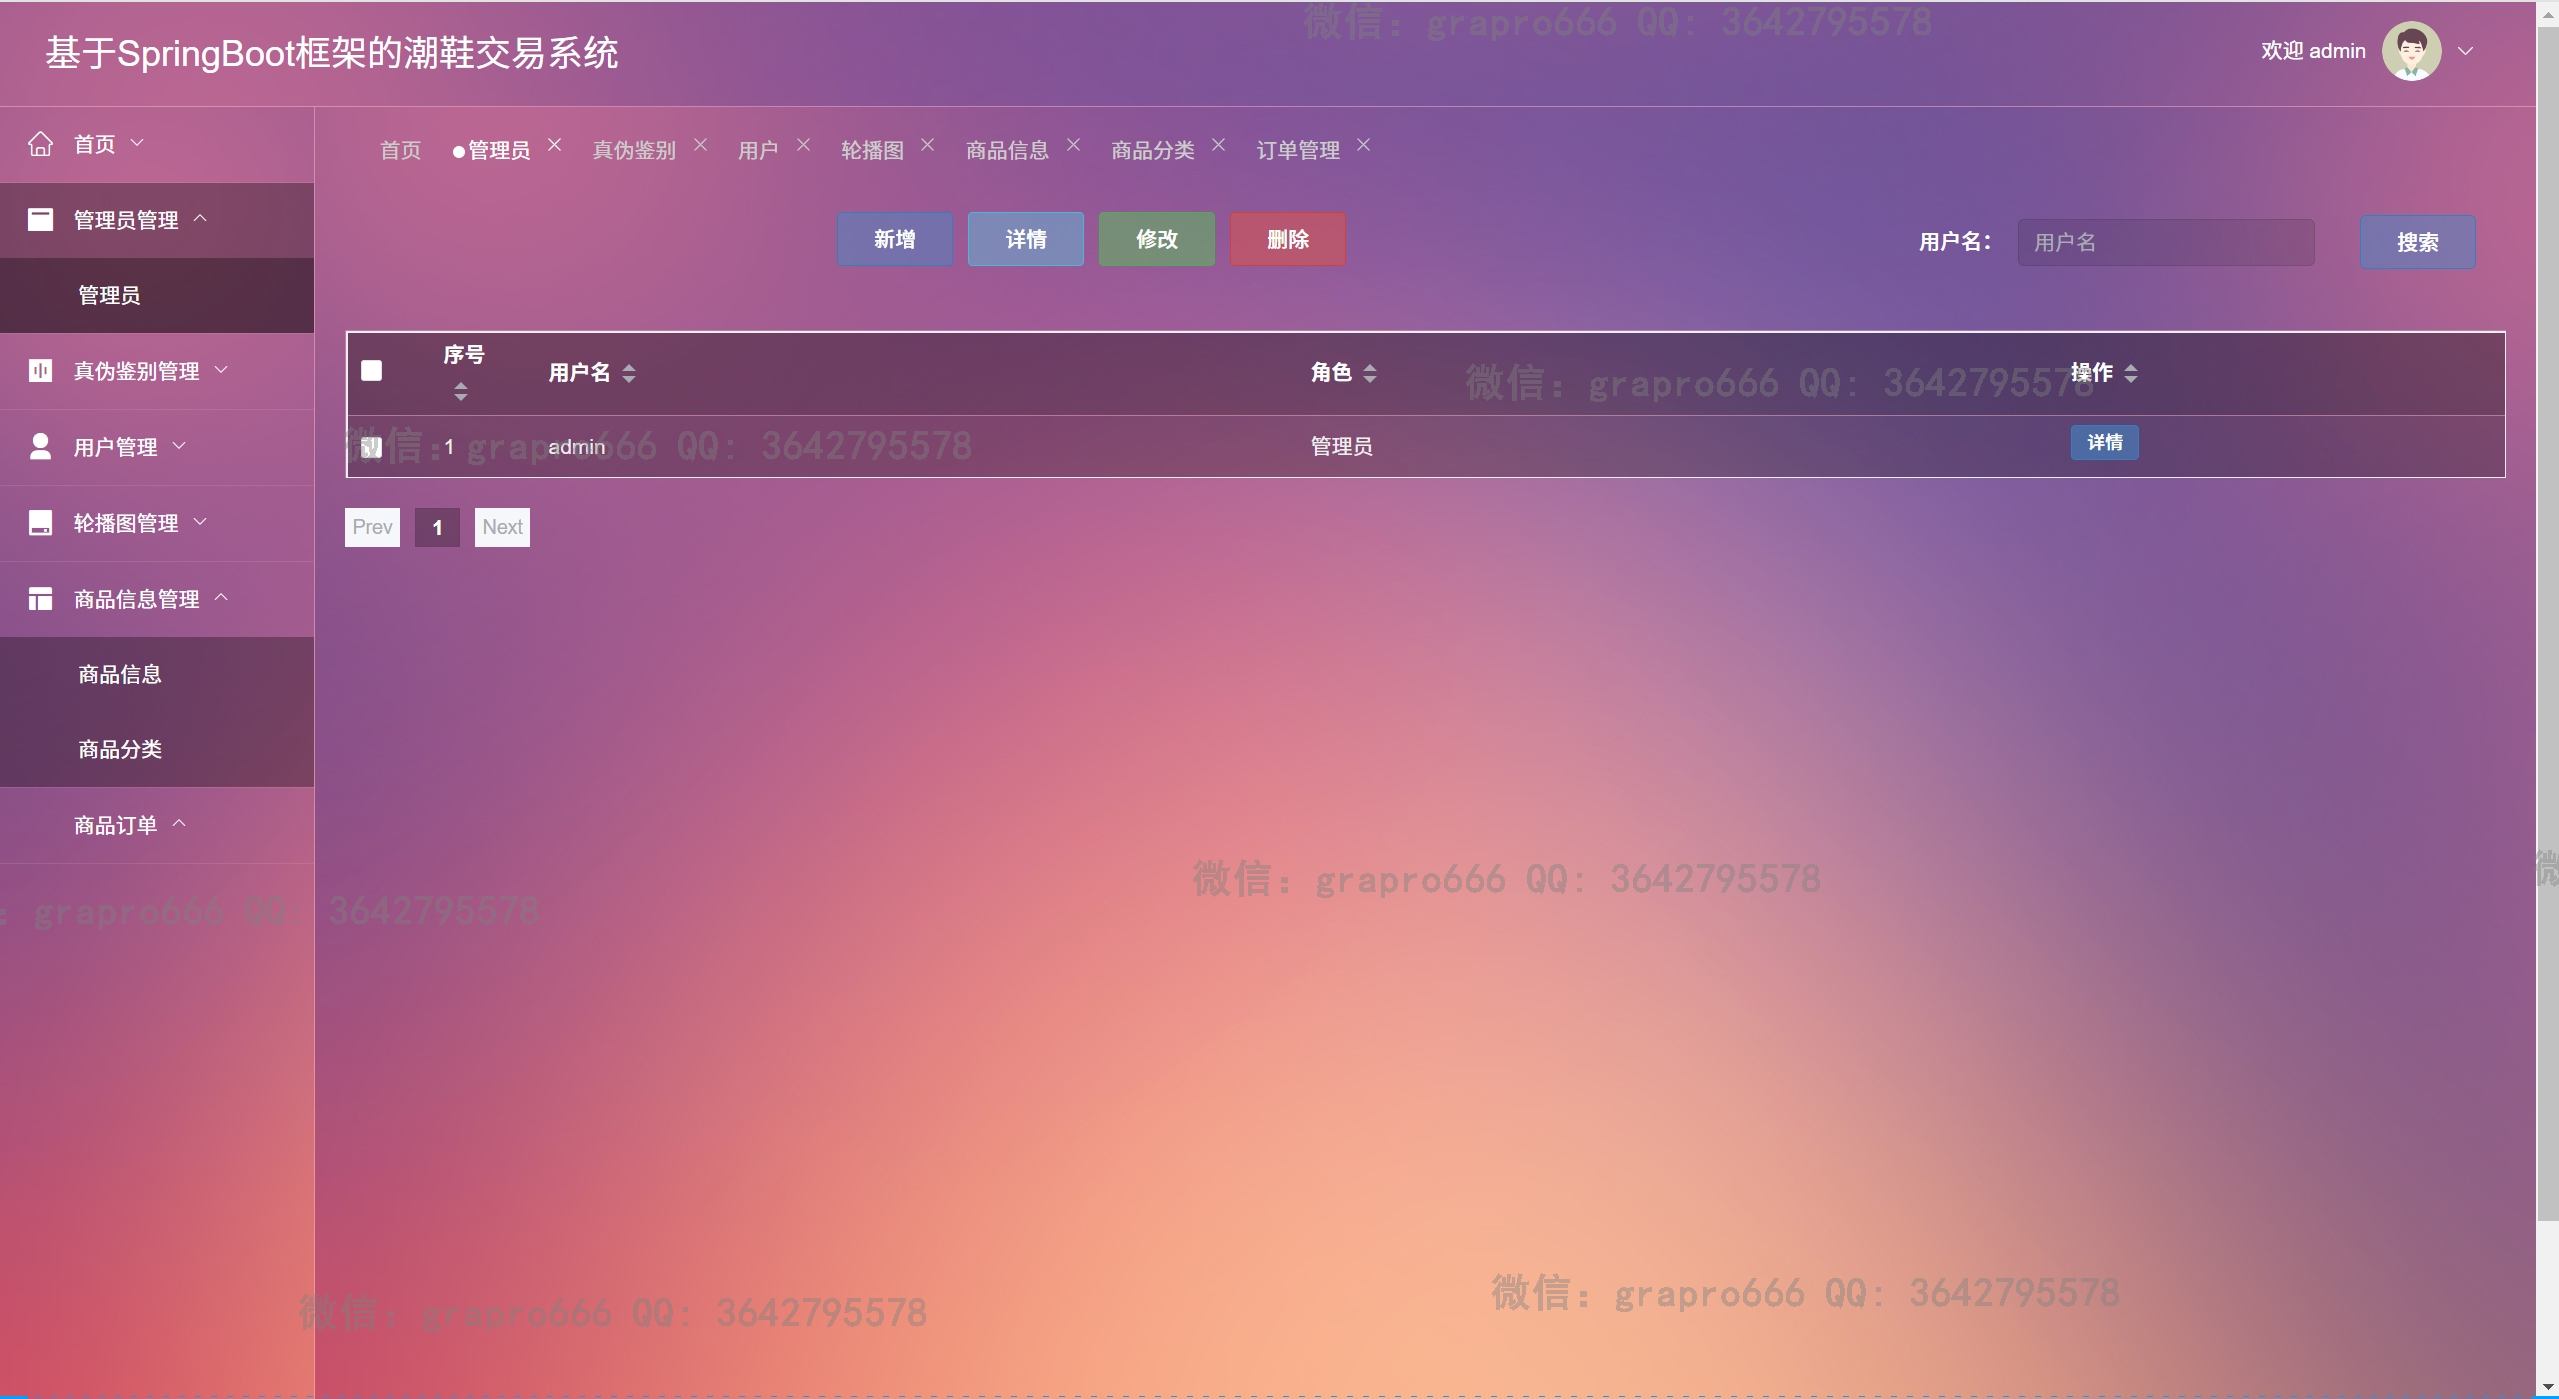 微信：grapro666 QQ: 3642795578
基于SpringBoot框架的潮鞋交易系统
欢迎 admin
首页
管理员管理
管理员
真伪鉴别管理
用户管理
轮播图管理
商品信息管理
商品信息
商品分类
商品订单
首页 管理员 真伪鉴别 用户 轮播图 商品信息 商品分类 订单管理
新增 详情 修改 删除
用户名： 用户名 搜索
序号 用户名 角色 操作
微信：grapro666 QQ: 3642795578
1 admin 管理员 详情
微信：grapro666 QQ: 3642795578
Prev 1 Next
微信：grapro666 QQ: 3642795578
微
：grapro666 QQ: 3642795578
微信：grapro666 QQ: 3642795578
微信：grapro666 QQ: 3642795578